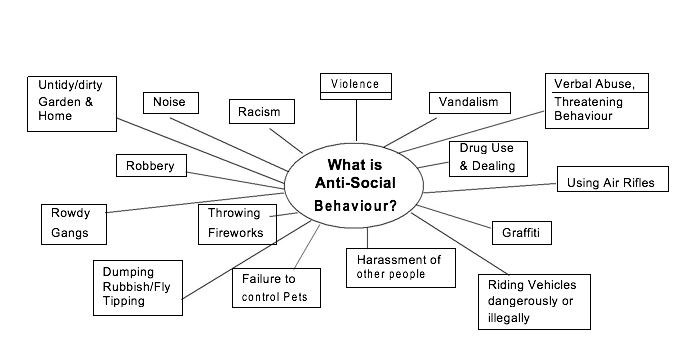 Untidy/dirty
Garden &
Home
Noise
Racism
Violence
Vandalism
Verbal Abuse,
Threatening
Behaviour
Robbery
What is
Anti-Social
Behaviour?
Drug Use
& Dealing
Using Air Rifles
Rowdy
Gangs
Throwing
Fireworks
Graffiti
Dumping
Rubbish/Fly
Tipping
Failure to
control Pets
Harassment of
other people
Riding Vehicles
dangerously or
illegally